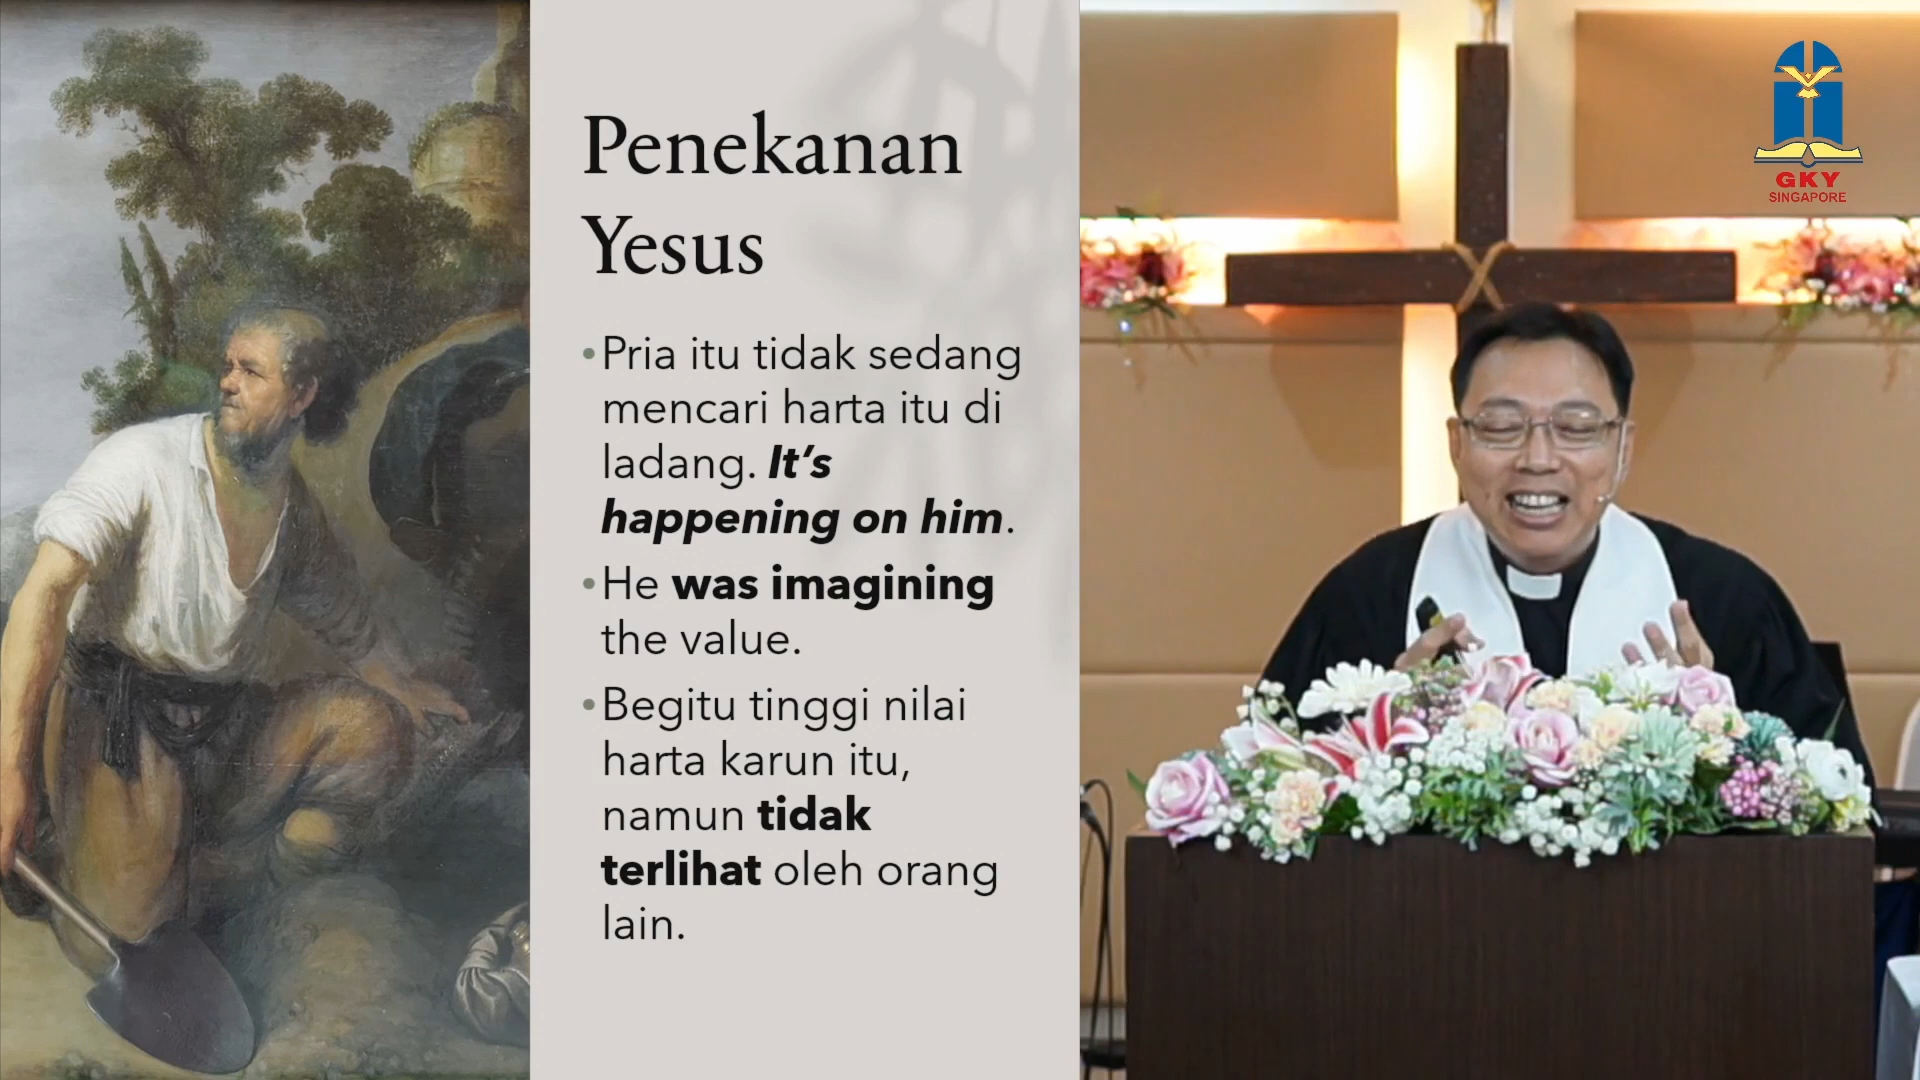 Penekanan
Yesus
•Pria itu tidak sedang
mencari harta itu di
ladang. It’s
happening on him.
•He was imagining
the value.
•Begitu tinggi nilai
harta karun itu,
namun tidak
terlihat oleh orang
lain.
GKY
SINGAPORE